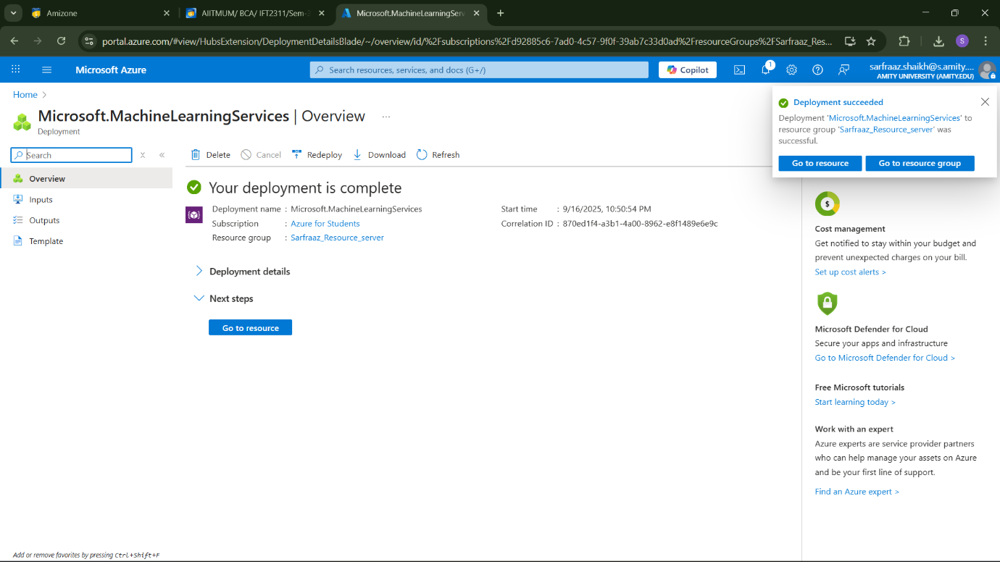 Amizone
AIITMUM/ BCA/ IFT2311/Sem-3
Microsoft.MachineLearningServ
portal.azure.com/#view/HubsExtension/DeploymentDetailsBlade/~/overview/id/%2Fsubscriptions%2Fd92885c6-7ad0-4c57-9f0f-39ab7c33d0ad%2FresourceGroups%2FSarfraaz_Res...
S
Microsoft Azure
Search resources, services, and docs (G+/)
Copilot
1
sarfraaz.shaikh@s.amity....
AMITY UNIVERSITY (AMITY.EDU)
Home
Microsoft.MachineLearningServices | Overview ...
Deployment
Deployment succeeded
Deployment 'Microsoft.MachineLearningServices' to
resource group 'Sarfraaz_Resource_server' was
successful.
Go to resource
Go to resource group
Search
Overview
Inputs
Outputs
Template
Delete
Cancel
Redeploy
Download
Refresh
Your deployment is complete
Deployment name : Microsoft.MachineLearningServices
Subscription : Azure for Students
Resource group : Sarfraaz_Resource_server
Start time : 9/16/2025, 10:50:54 PM
Correlation ID : 870ed1f4-a3b1-4a00-8962-e8f1489e6e9c
Deployment details
Next steps
Go to resource
$
Cost management
Get notified to stay within your budget and
prevent unexpected charges on your bill.
Set up cost alerts >
Microsoft Defender for Cloud
Secure your apps and infrastructure
Go to Microsoft Defender for Cloud >
Free Microsoft tutorials
Start learning today >
Work with an expert
Azure experts are service provider partners
who can help manage your assets on Azure
and be your first line of support.
Find an Azure expert >
Add or remove favorites by pressing Ctrl+Shift+F